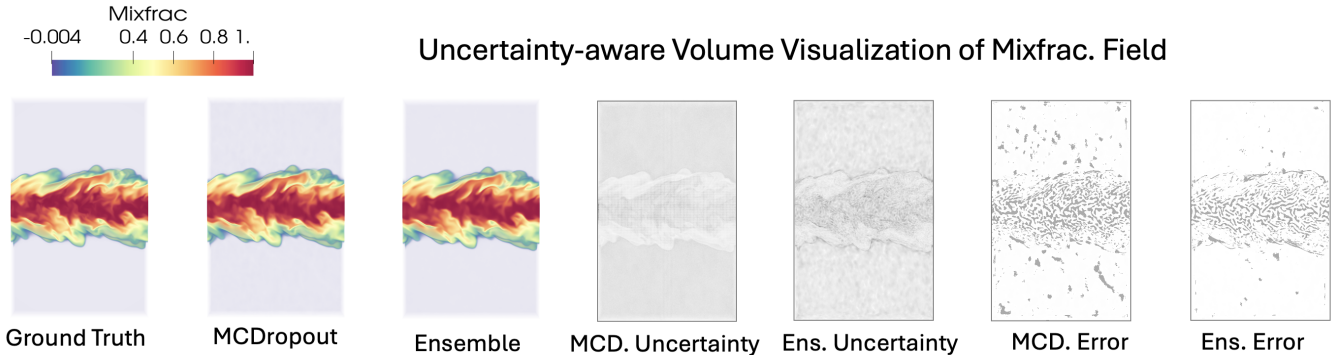 Mixfrac
-0.004 0.4 0.6 0.8 1.
Uncertainty-aware Volume Visualization of Mixfrac. Field
Ground Truth
MCDropout
Ensemble
MCD. Uncertainty
Ens. Uncertainty
MCD. Error
Ens. Error